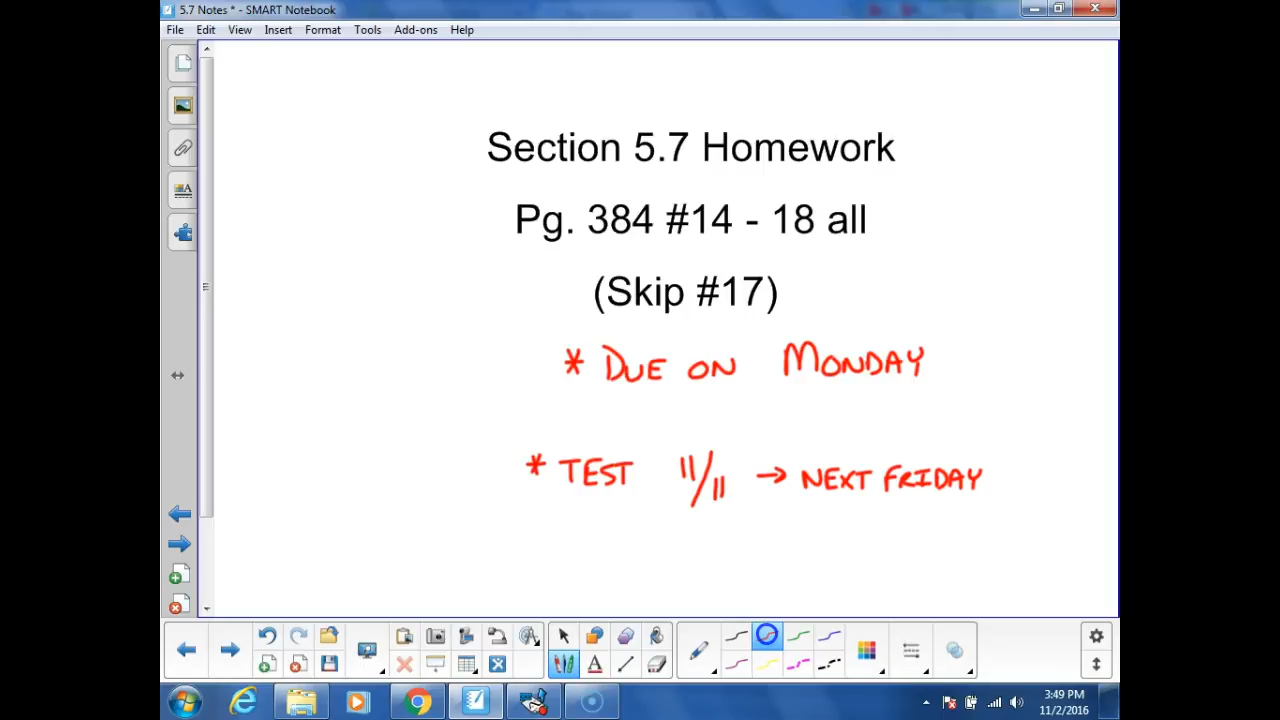 5.7 Notes * - SMART Notebook
File Edit View Insert Format Tools Add-ons Help
Section 5.7 Homework
Pg. 384 #14 - 18 all
(Skip #17)
* DUE ON MONDAY
* TEST 11/11 → NEXT FRIDAY
3:49 PM
11/2/2016